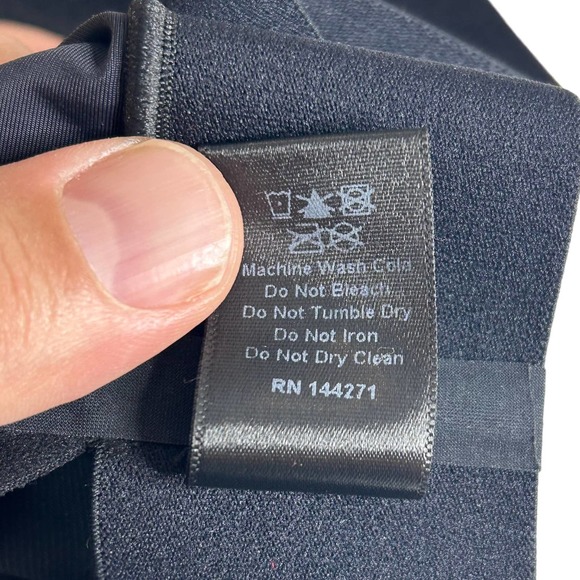 Machine Wash Cold
Do Not Bleach
Do Not Tumble Dry
Do Not Iron
Do Not Dry Clean
RN 144271